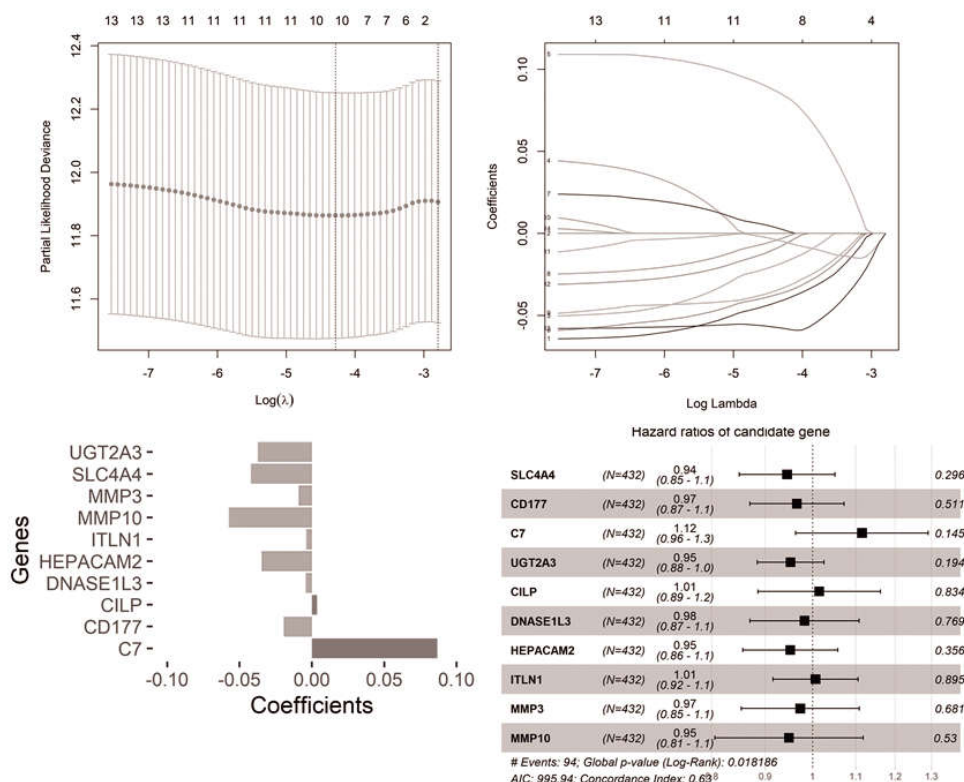 13 13 13 13 11 11 11 11 10 10 7 7 6 2
12.4
12.2
12.0
11.8
11.6
Partial Likelihood Deviance
-7 -6 -5 -4 -3
Log(λ)
13 11 11 8 4
0.10
0.05
0.00
-0.05
Coefficients
5
4
7
10
11
8
12
1
-7 -6 -5 -4 -3
Log Lambda
Genes
UGT2A3
SLC4A4
MMP3
MMP10
ITLN1
HEPACAM2
DNASE1L3
CILP
CD177
C7
-0.10 -0.05 0.00 0.05 0.10
Coefficients
Hazard ratios of candidate gene
SLC4A4 (N=432) 0.94 (0.85 - 1.1) 0.296
CD177 (N=432) 0.97 (0.87 - 1.1) 0.511
C7 (N=432) 1.12 (0.96 - 1.3) 0.145
UGT2A3 (N=432) 0.95 (0.88 - 1.0) 0.194
CILP (N=432) 1.01 (0.89 - 1.2) 0.834
DNASE1L3 (N=432) 0.98 (0.87 - 1.1) 0.769
HEPACAM2 (N=432) 0.95 (0.86 - 1.1) 0.356
ITLN1 (N=432) 1.01 (0.92 - 1.1) 0.895
MMP3 (N=432) 0.97 (0.85 - 1.1) 0.681
MMP10 (N=432) 0.95 (0.81 - 1.1) 0.53
# Events: 94; Global p-value (Log-Rank): 0.018186
AIC: 995.94; Concordance Index: 0.63
0.8 0.9 1 1.1 1.2 1.3